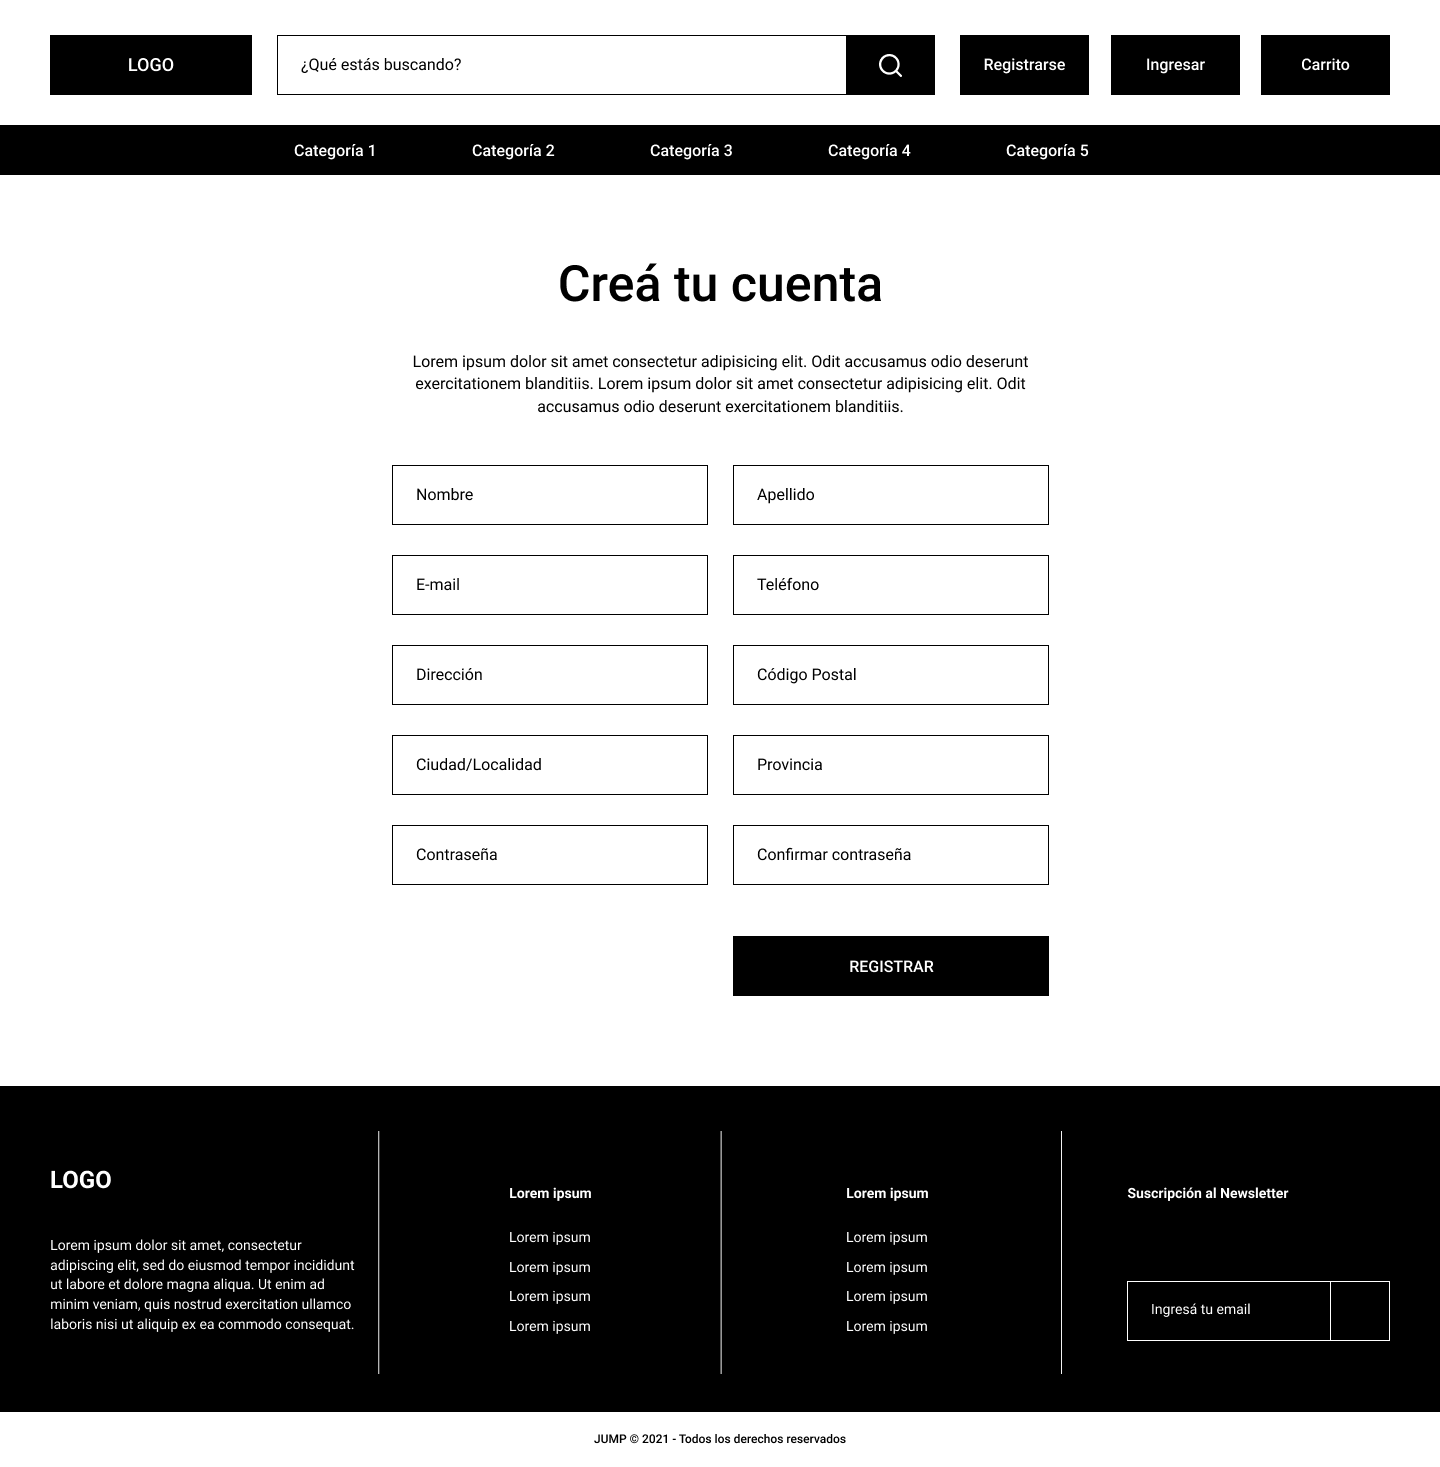 LOGO
¿Qué estás buscando?
Registrarse
Ingresar
Carrito
Categoría 1
Categoría 2
Categoría 3
Categoría 4
Categoría 5
Creá tu cuenta
Lorem ipsum dolor sit amet consectetur adipisicing elit. Odit accusamus odio deserunt
exercitationem blanditiis. Lorem ipsum dolor sit amet consectetur adipisicing elit. Odit
accusamus odio deserunt exercitationem blanditiis.
Nombre
Apellido
E-mail
Teléfono
Dirección
Código Postal
Ciudad/Localidad
Provincia
Contraseña
Confirmar contraseña
REGISTRAR
LOGO
Lorem ipsum dolor sit amet, consectetur
adipiscing elit, sed do eiusmod tempor incididunt
ut labore et dolore magna aliqua. Ut enim ad
minim veniam, quis nostrud exercitation ullamco
laboris nisi ut aliquip ex ea commodo consequat.
Lorem ipsum
Lorem ipsum
Lorem ipsum
Lorem ipsum
Lorem ipsum
Lorem ipsum
Lorem ipsum
Lorem ipsum
Lorem ipsum
Lorem ipsum
Suscripción al Newsletter
Ingresá tu email
JUMP © 2021 - Todos los derechos reservados